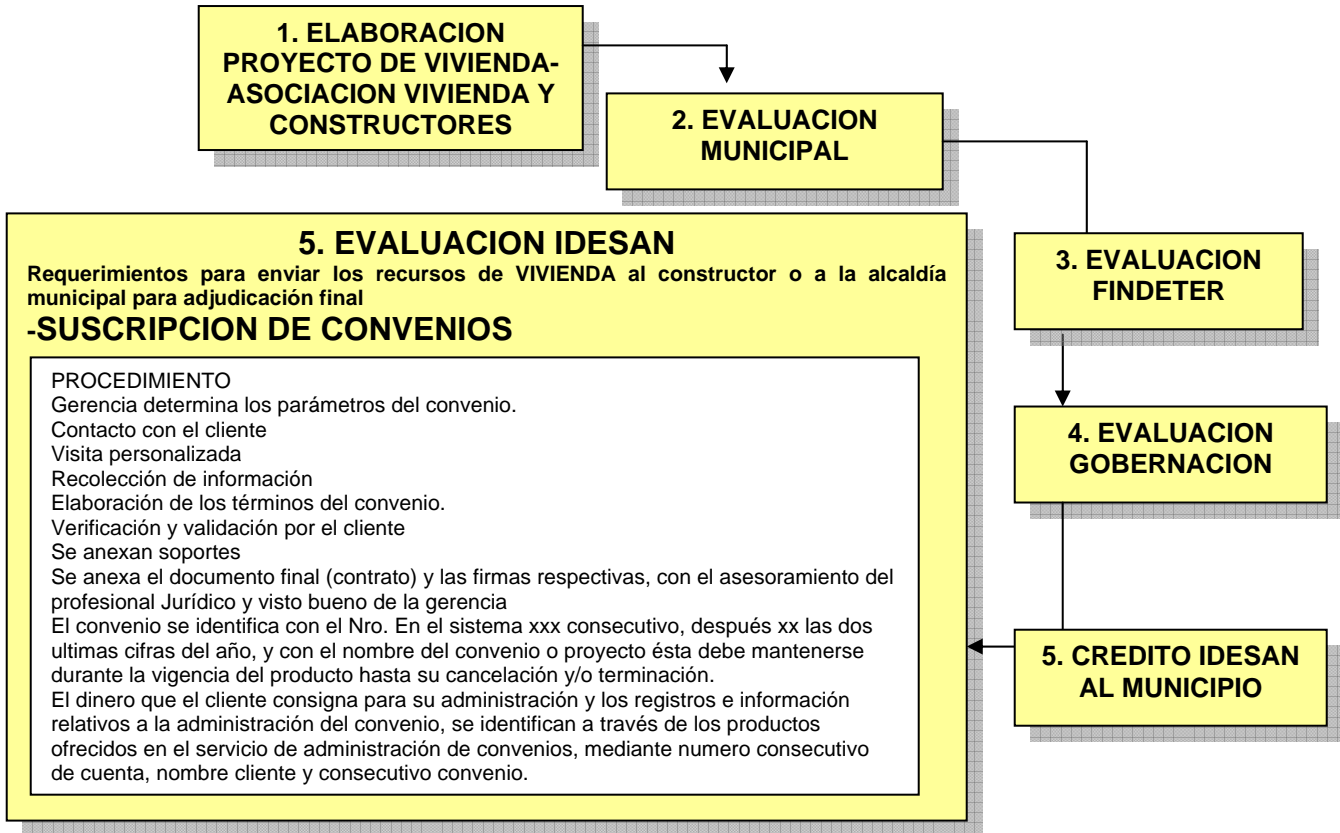 1. ELABORACION
PROYECTO DE VIVIENDA-
ASOCIACION VIVIENDA Y
CONSTRUCTORES
2. EVALUACION
MUNICIPAL
3. EVALUACION
FINDETER
4. EVALUACION
GOBERNACION
5. CREDITO IDESAN
AL MUNICIPIO
5. EVALUACION IDESAN
Requerimientos para enviar los recursos de VIVIENDA al constructor o a la alcaldía
municipal para adjudicación final
-SUSCRIPCION DE CONVENIOS
PROCEDIMIENTO
Gerencia determina los parámetros del convenio.
Contacto con el cliente
Visita personalizada
Recolección de información
Elaboración de los términos del convenio.
Verificación y validación por el cliente
Se anexan soportes
Se anexa el documento final (contrato) y las firmas respectivas, con el asesoramiento del
profesional Jurídico y visto bueno de la gerencia
El convenio se identifica con el Nro. En el sistema xxx consecutivo, después xx las dos
ultimas cifras del año, y con el nombre del convenio o proyecto ésta debe mantenerse
durante la vigencia del producto hasta su cancelación y/o terminación.
El dinero que el cliente consigna para su administración y los registros e información
relativos a la administración del convenio, se identifican a través de los productos
ofrecidos en el servicio de administración de convenios, mediante numero consecutivo
de cuenta, nombre cliente y consecutivo convenio.